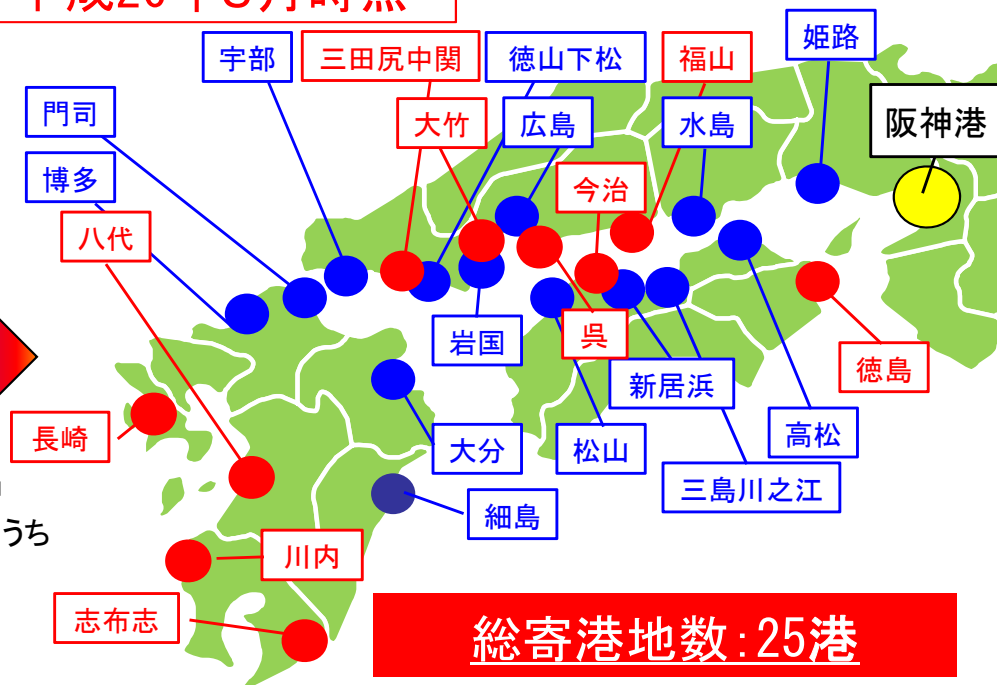 宇部
三田尻中関
徳山下松
福山
姫路
門司
大竹
広島
水島
阪神港
博多
今治
八代
岩国
呉
新居浜
徳島
長崎
大分
松山
高松
三島川之江
細島
うち
川内
志布志
総寄港地数:25港